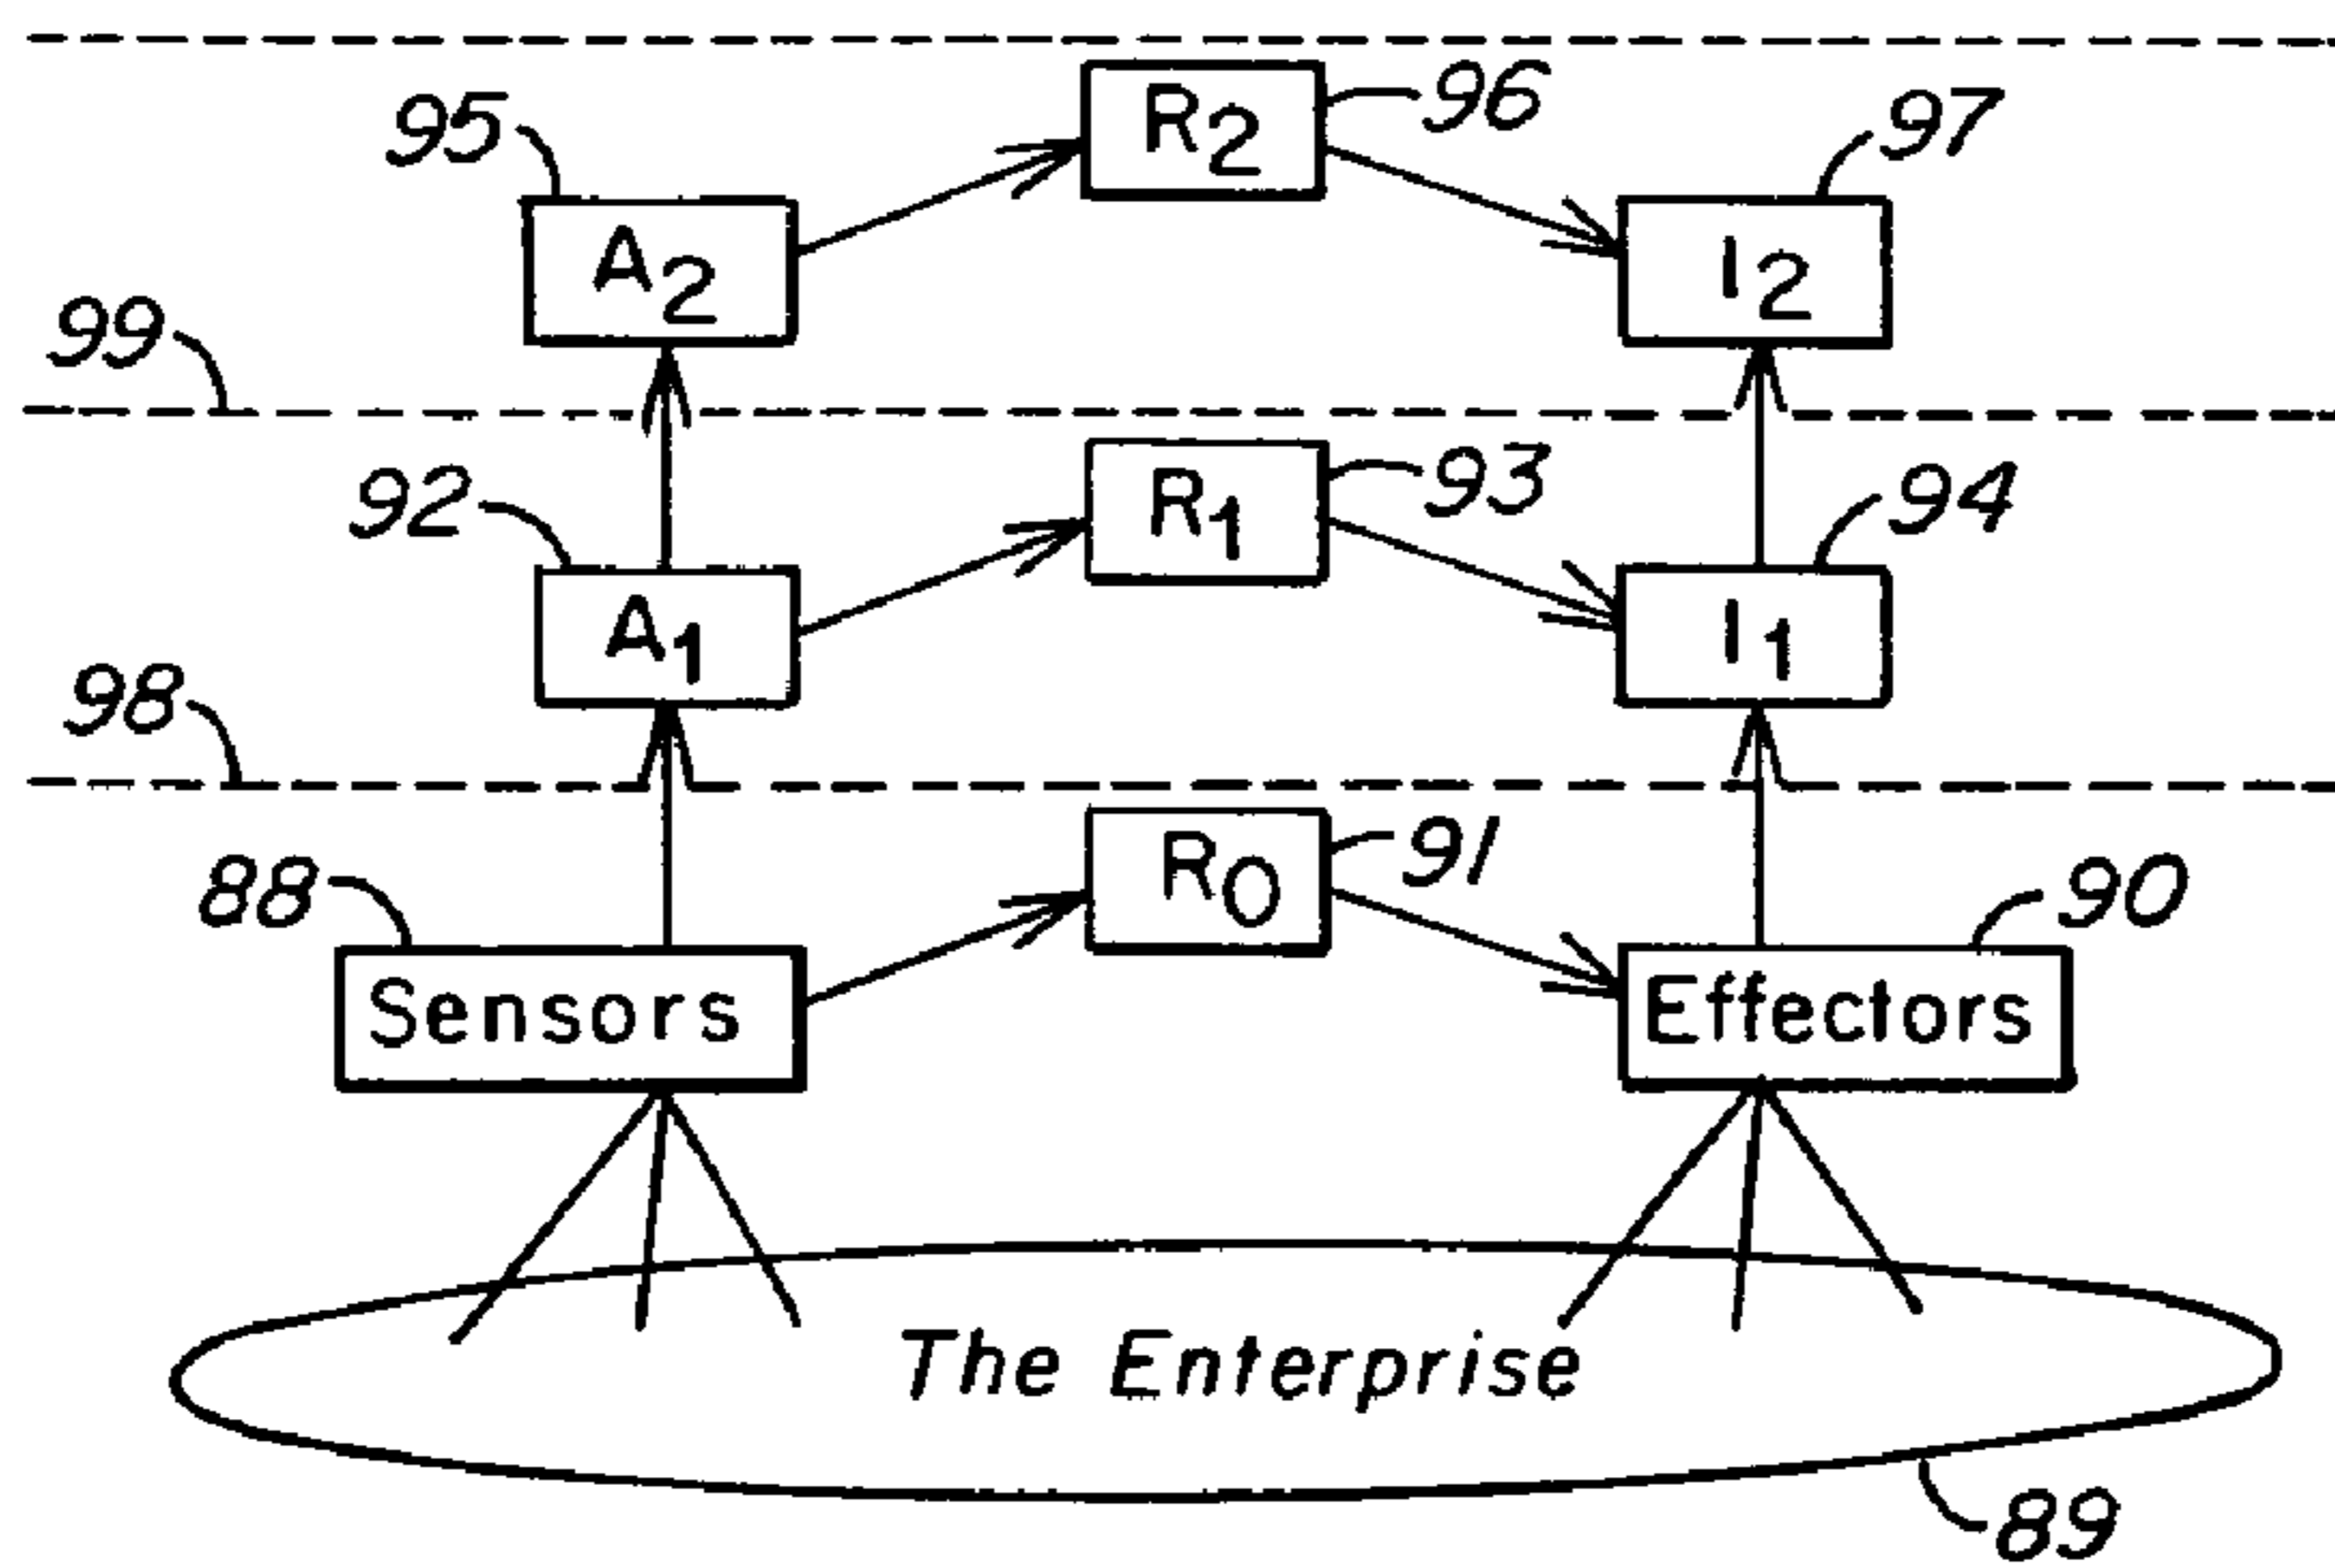 96
95
R2
97
A2
I2
99
93
92
R1
94
A1
I1
98
91
88
R0
90
Sensors
Effectors
The Enterprise
89